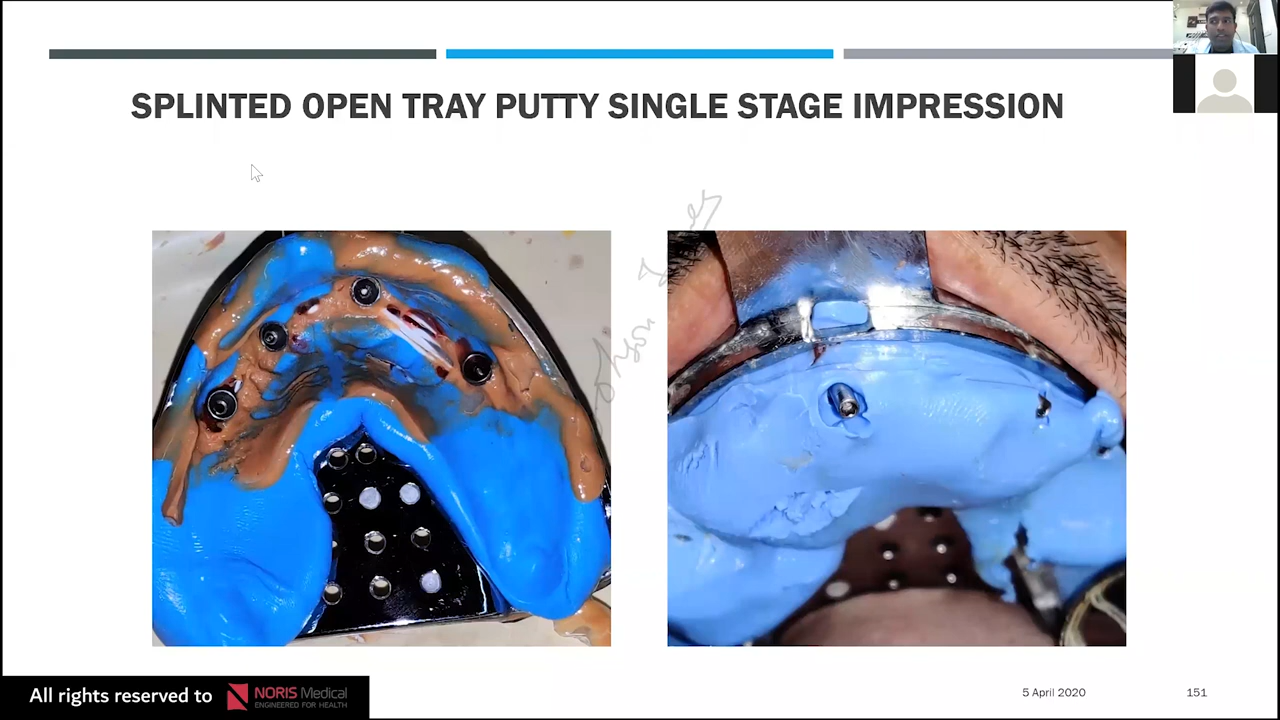 SPLINTED OPEN TRAY PUTTY SINGLE STAGE IMPRESSION
All rights reserved to
NORIS Medical
ENGINEERED FOR HEALTH
5 April 2020
151